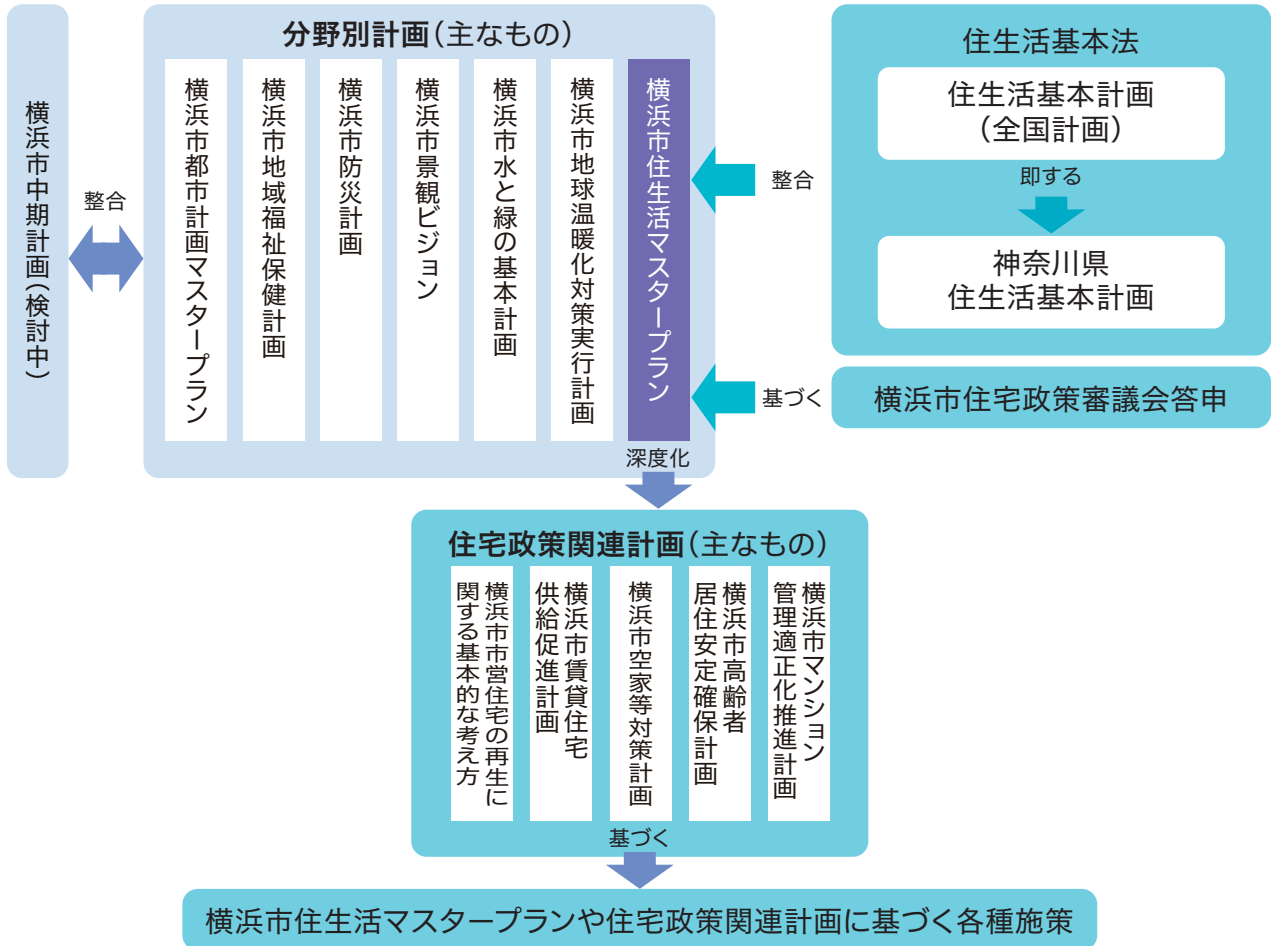 横浜市中期計画(検討中)
整合
分野別計画(主なもの)
横浜市都市計画マスタープラン
横浜市地域福祉保健計画
横浜市防災計画
横浜市景観ビジョン
横浜市水と緑の基本計画
横浜市地球温暖化対策実行計画
横浜市住生活マスタープラン
整合
基づく
住生活基本法
住生活基本計画
(全国計画)
即する
神奈川県
住生活基本計画
横浜市住宅政策審議会答申
深度化
住宅政策関連計画(主なもの)
横浜市市営住宅の再生に
関する基本的な考え方
横浜市賃貸住宅
供給促進計画
横浜市空家等対策計画
横浜市高齢者
居住安定確保計画
横浜市マンション
管理適正化推進計画
基づく
横浜市住生活マスタープランや住宅政策関連計画に基づく各種施策